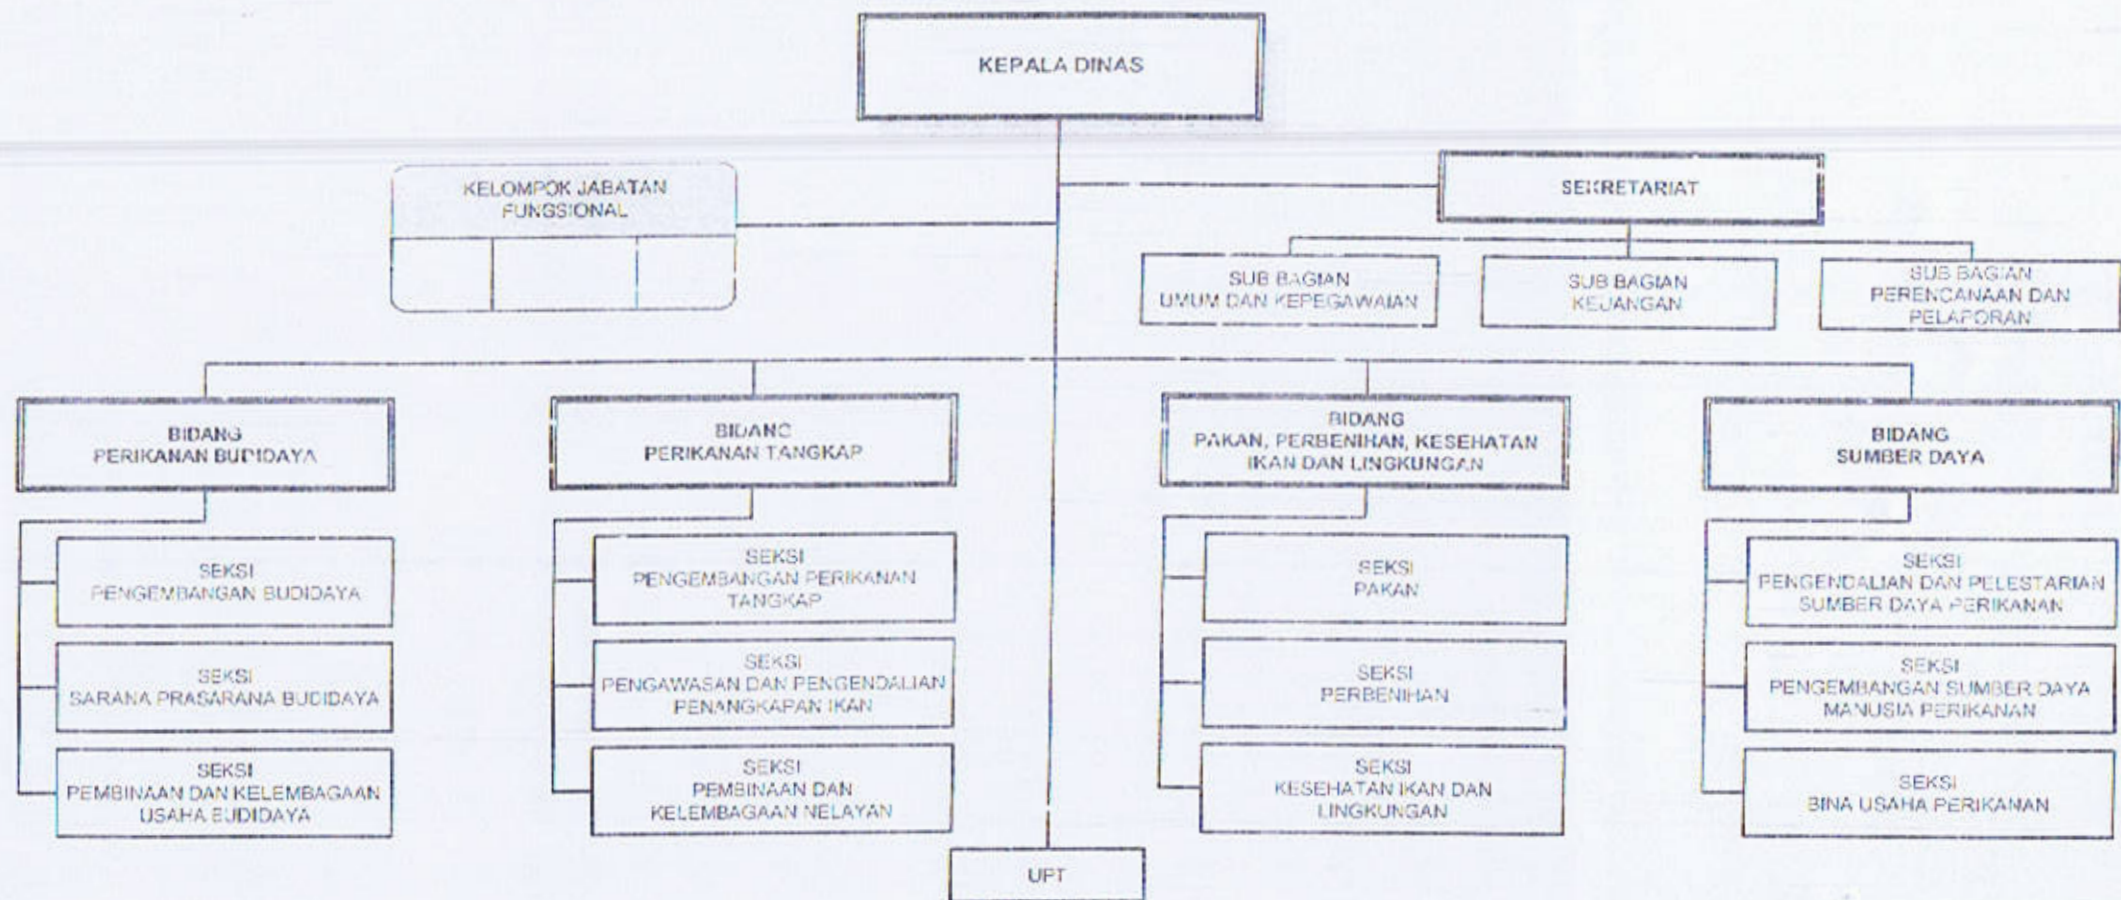 KEPALA DINAS
KELOMPOK JABATAN
FUNGSIONAL
SEKRETARIAT
SUB BAGIAN
UMUM DAN KEPEGAWAIAN
SUB BAGIAN
KEUANGAN
SUB BAGIAN
PERENCANAAN DAN
PELAPORAN
BIDANG
PERIKANAN BUDIDAYA
BIDANG
PERIKANAN TANGKAP
BIDANG
PAKAN, PERBENIHAN, KESEHATAN
IKAN DAN LINGKUNGAN
BIDANG
SUMBER DAYA
SEKSI
PENGEMBANGAN BUDIDAYA
SEKSI
SARANA PRASARANA BUDIDAYA
SEKSI
PEMBINAAN DAN KELEMBAGAAN
USAHA BUDIDAYA
SEKSI
PENGEMBANGAN PERIKANAN
TANGKAP
SEKSI
PENGAWASAN DAN PENGENDALIAN
PENANGKAPAN IKAN
SEKSI
PEMBINAAN DAN
KELEMBAGAAN NELAYAN
SEKSI
PAKAN
SEKSI
PERBENIHAN
SEKSI
KESEHATAN IKAN DAN
LINGKUNGAN
SEKSI
PENGENDALIAN DAN PELESTARIAN
SUMBER DAYA PERIKANAN
SEKSI
PENGEMBANGAN SUMBER DAYA
MANUSIA PERIKANAN
SEKSI
BINA USAHA PERIKANAN
UPT